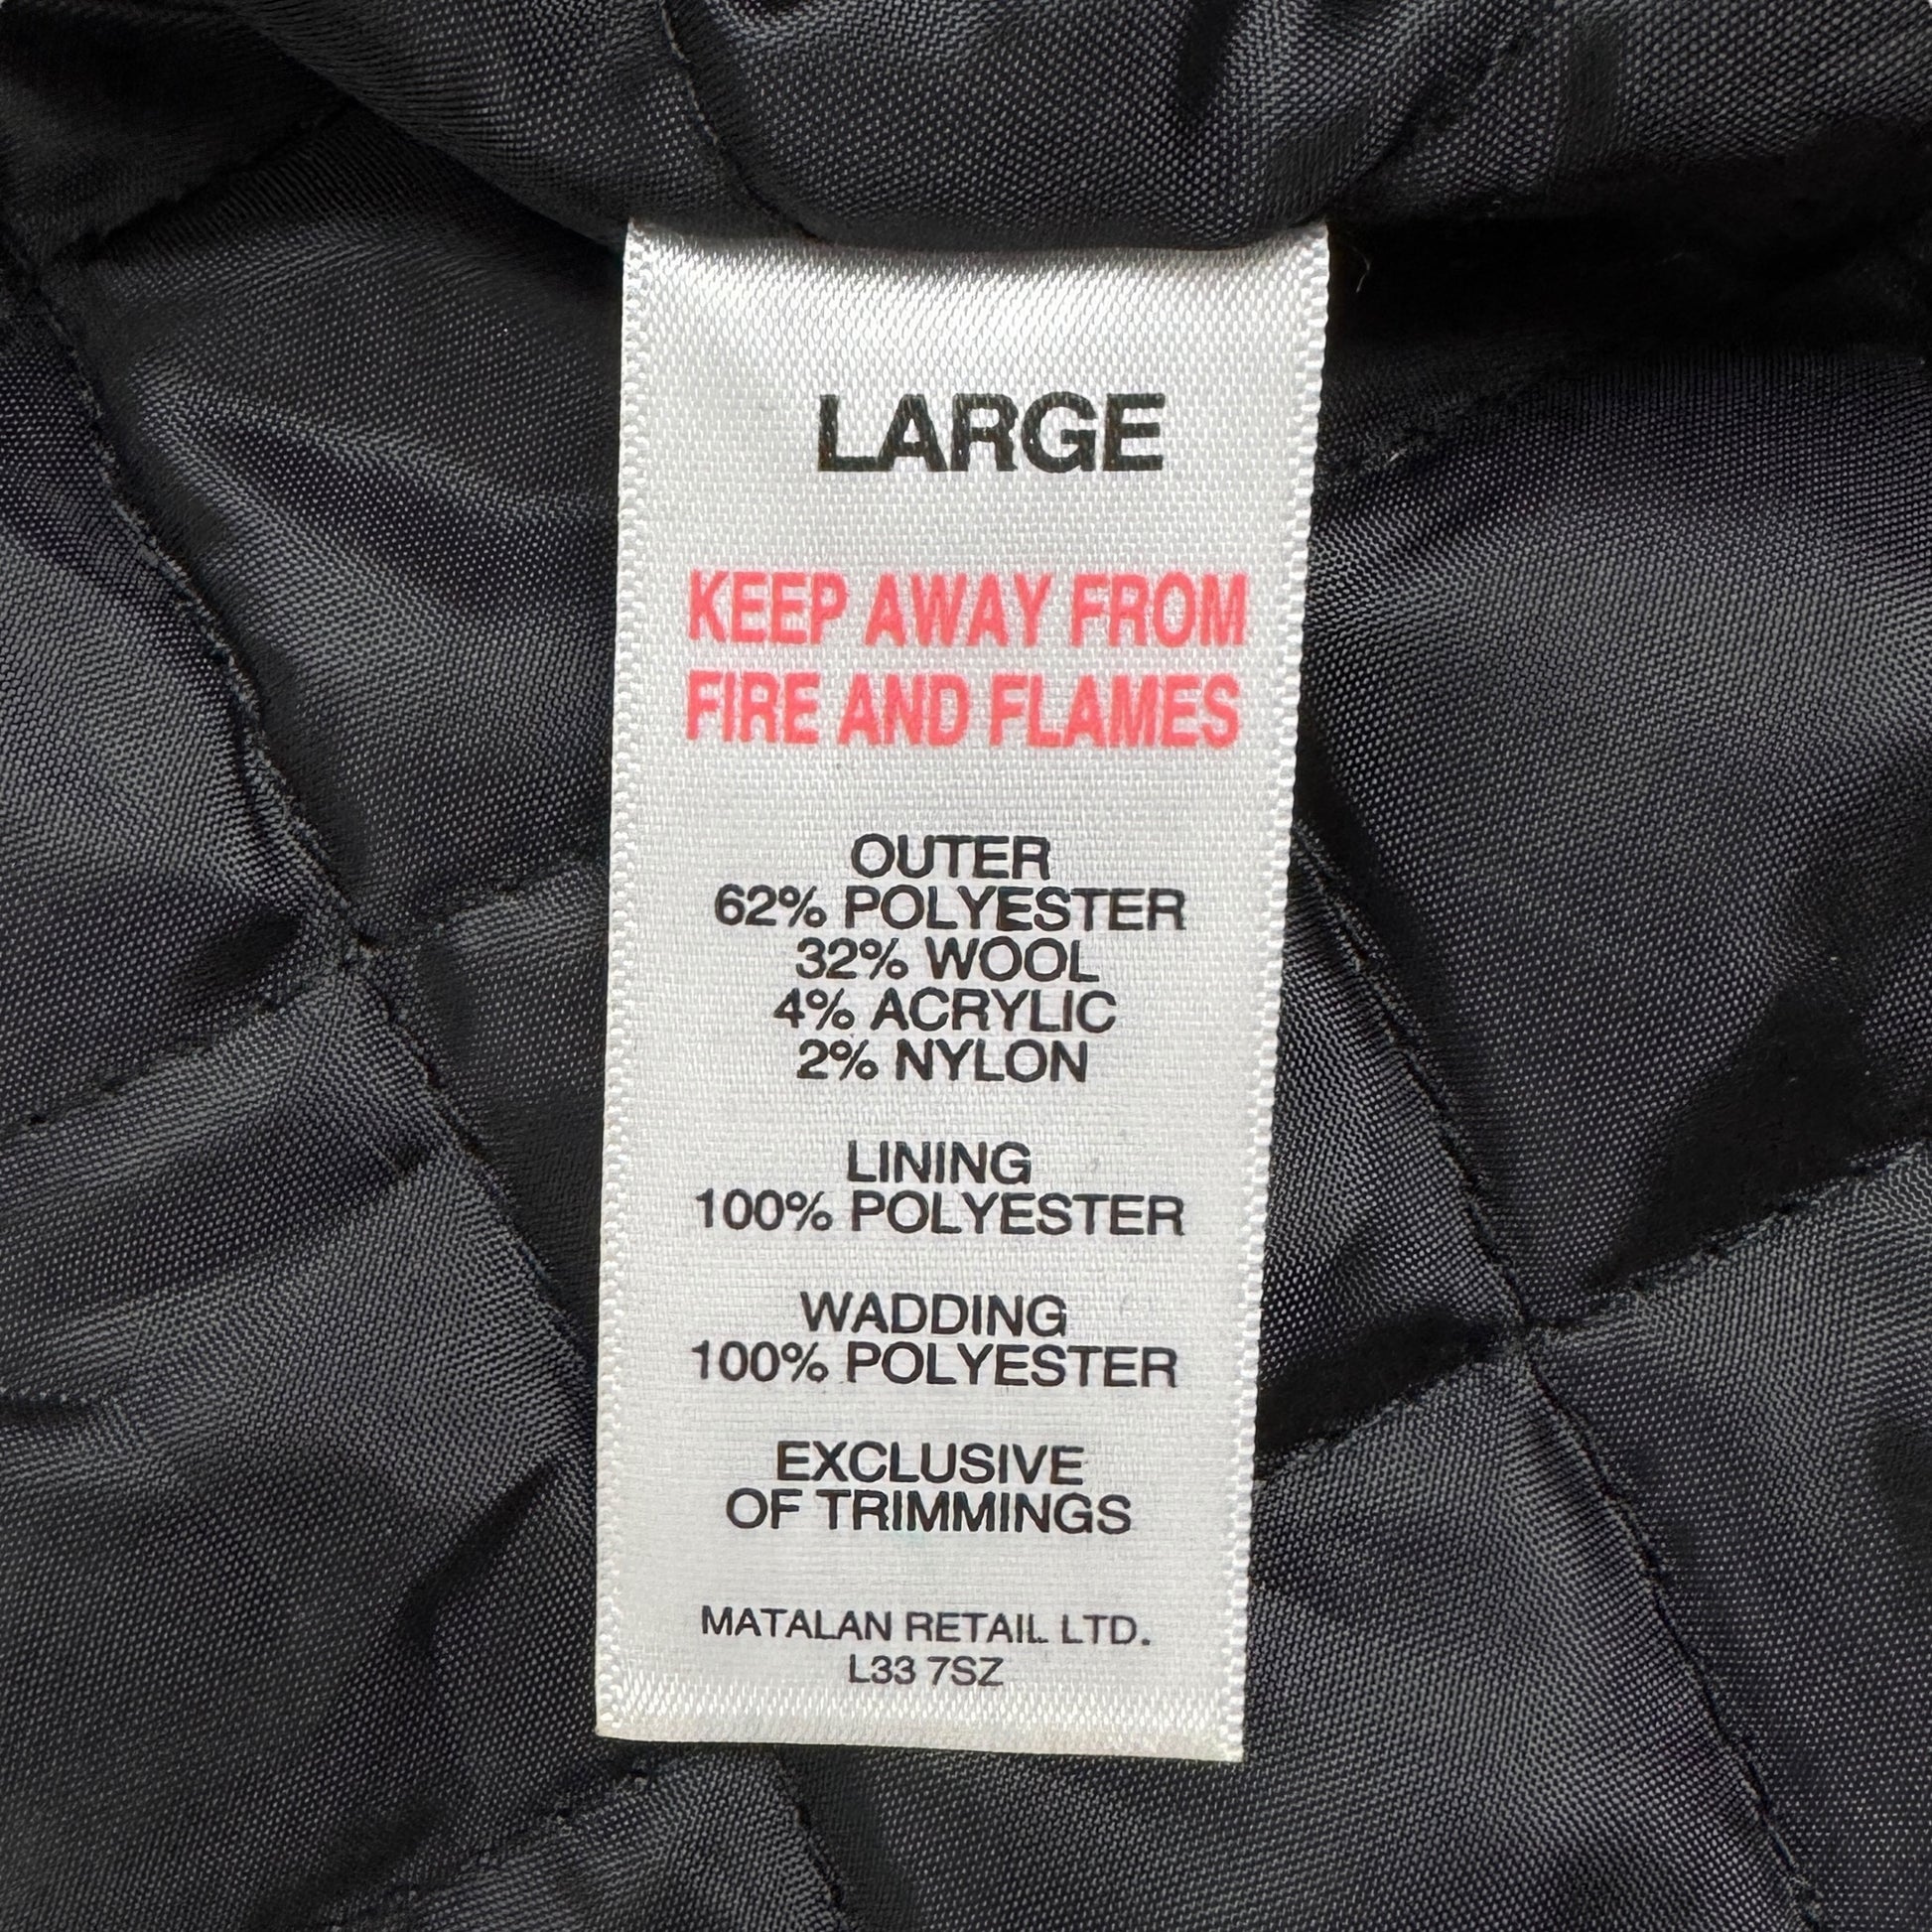 LARGE
KEEP AWAY FROM
FIRE AND FLAMES
OUTER
62% POLYESTER
32% WOOL
4% ACRYLIC
2% NYLON
LINING
100% POLYESTER
WADDING
100% POLYESTER
EXCLUSIVE
OF TRIMMINGS
MATALAN RETAIL LTD.
L33 7SZ